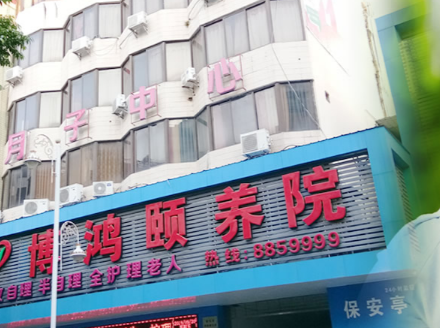 月子中心
博鸿颐养院
自理 半自理 全护理老人
热线:8859999
保安亭